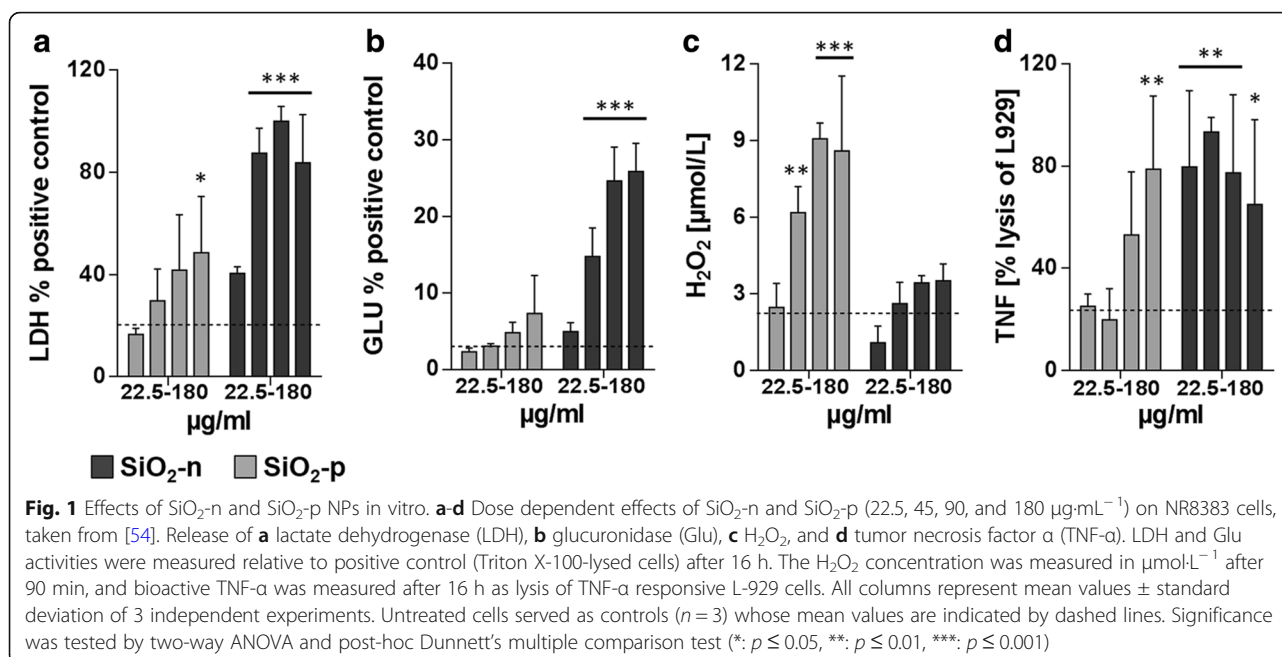 a
b
c
d
120
80
40
0
LDH % positive control
*
***
22.5-180 22.5-180
µg/ml
40
30
20
10
0
GLU % positive control
***
22.5-180 22.5-180
µg/ml
12
9
6
3
0
H₂O₂ [µmol/L]
**
***
22.5-180 22.5-180
µg/ml
120
80
40
0
TNF [% lysis of L929]
**
**
*
22.5-180 22.5-180
µg/ml
SiO₂-n SiO₂-p
Fig. 1 Effects of SiO₂-n and SiO₂-p NPs in vitro. a-d Dose dependent effects of SiO₂-n and SiO₂-p (22.5, 45, 90, and 180 µg·mL⁻¹) on NR8383 cells,
taken from [54]. Release of a lactate dehydrogenase (LDH), b glucuronidase (Glu), c H₂O₂, and d tumor necrosis factor α (TNF-α). LDH and Glu
activities were measured relative to positive control (Triton X-100-lysed cells) after 16 h. The H₂O₂ concentration was measured in µmol·L⁻¹ after
90 min, and bioactive TNF-α was measured after 16 h as lysis of TNF-α responsive L-929 cells. All columns represent mean values ± standard
deviation of 3 independent experiments. Untreated cells served as controls (n = 3) whose mean values are indicated by dashed lines. Significance
was tested by two-way ANOVA and post-hoc Dunnett's multiple comparison test (*: p ≤ 0.05, **: p ≤ 0.01, ***: p ≤ 0.001)